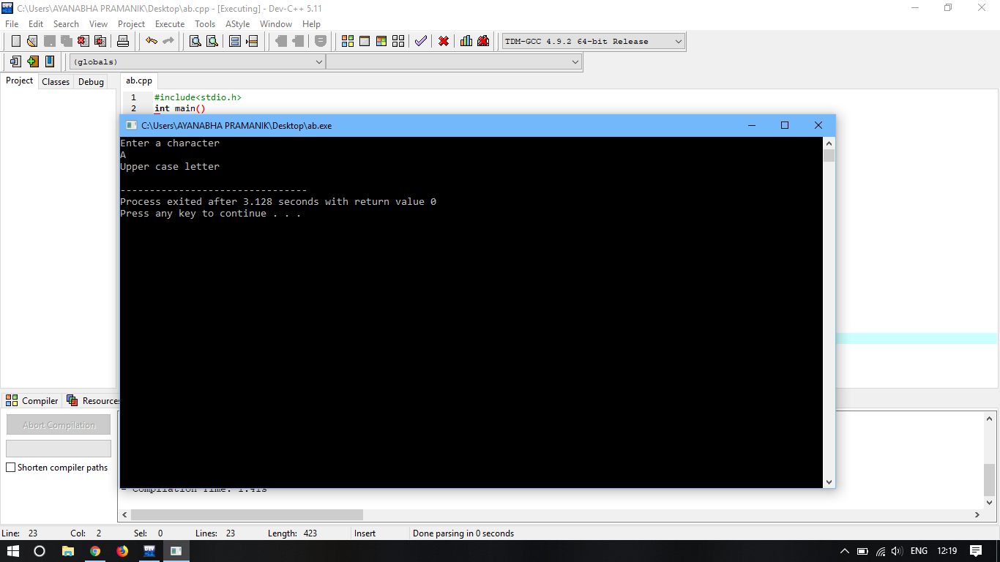 C:\Users\AYANABHA PRAMANIK\Desktop\ab.cpp - [Executing] - Dev-C++ 5.11
File Edit Search View Project Execute Tools AStyle Window Help
TDM-GCC 4.9.2 64-bit Release
(globals)
Project Classes Debug ab.cpp
1 #include<stdio.h>
2 int main()
C:\Users\AYANABHA PRAMANIK\Desktop\ab.exe
Enter a character
A
Upper case letter
--------------------------------
Process exited after 3.128 seconds with return value 0
Press any key to continue . . .
Compiler Resources
Abort Compilation
Shorten compiler paths
- Compilation Time: 1.41s
Line: 23 Col: 2 Sel: 0 Lines: 23 Length: 423 Insert Done parsing in 0 seconds
DEV ENG 12:19